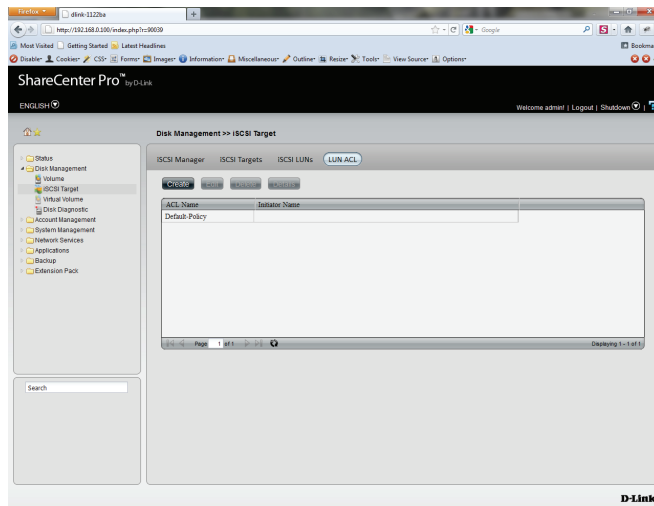 Firefox
dlink-1122ba
http://192.168.0.100/index.php?r=90039
Google
Most Visited Getting Started Latest Headlines
Bookma
Disable Cookies CSS Forms Images Information Miscellaneous Outline Resize Tools View Source Options
ShareCenter Pro™ by D-Link
ENGLISH
Welcome admin! | Logout | Shutdown |
Disk Management >> iSCSI Target
Status
Disk Management
Volume
iSCSI Target
Virtual Volume
Disk Diagnostic
Account Management
System Management
Network Services
Applications
Backup
Extension Pack
iSCSI Manager iSCSI Targets iSCSI LUNs LUN ACL
Create Edit Delete Details
ACL Name Initiator Name
Default-Policy
Page 1 of 1
Displaying 1 - 1 of 1
Search
D-Link